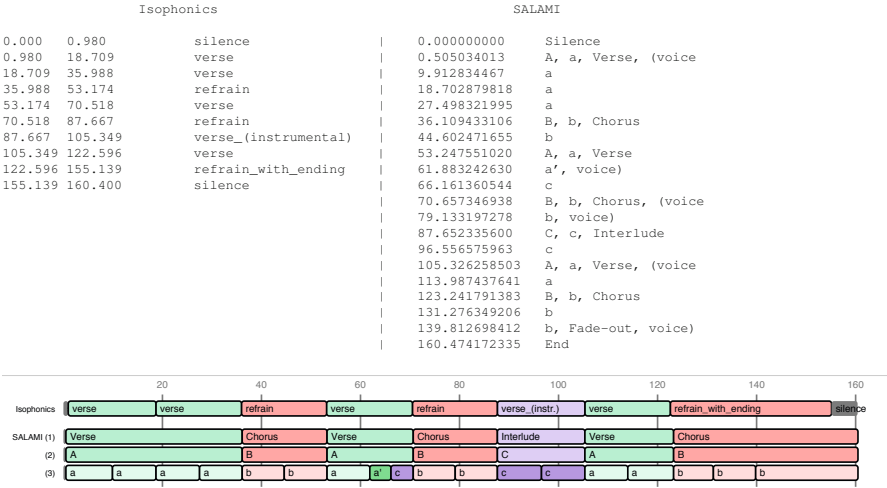 Isophonics SALAMI
0.000 0.980 silence | 0.000000000 Silence
0.980 18.709 verse | 0.505034013 A, a, Verse, (voice
18.709 35.988 verse | 9.912834467 a
35.988 53.174 refrain | 18.702879818 a
53.174 70.518 verse | 27.498321995 a
70.518 87.667 refrain | 36.109433106 B, b, Chorus
87.667 105.349 verse_(instrumental) | 44.602471655 b
105.349 122.596 verse | 53.247551020 A, a, Verse
122.596 155.139 refrain_with_ending | 61.883242630 a', voice)
155.139 160.400 silence | 66.161360544 c
| 70.657346938 B, b, Chorus, (voice
| 79.133197278 b, voice)
| 87.652335600 C, c, Interlude
| 96.556575963 c
| 105.326258503 A, a, Verse, (voice
| 113.987437641 a
| 123.241791383 B, b, Chorus
| 131.276349206 b
| 139.812698412 b, Fade-out, voice)
| 160.474172335 End
20 40 60 80 100 120 140 160
Isophonics verse verse refrain verse refrain verse_(instr.) verse refrain_with_ending silence
SALAMI (1) Verse Chorus Verse Chorus Interlude Verse Chorus
(2) A B A B C A B
(3) a a a a b b a a' c b b c c a a b b b